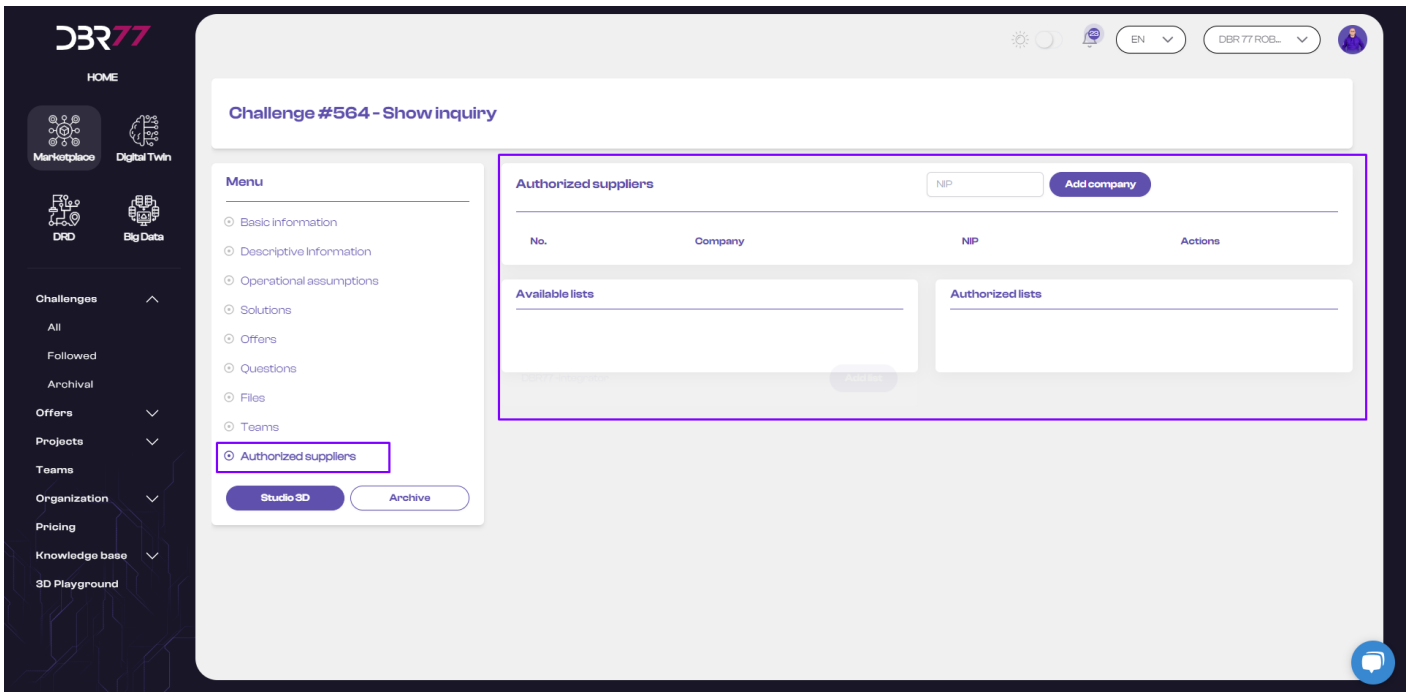 DBR77
HOME
Marketplace
Digital Twin
DRD
Big Data
Challenges
All
Followed
Archival
Offers
Projects
Teams
Organization
Pricing
Knowledge base
3D Playground
23
EN
DBR 77 ROB...
Challenge #564 - Show inquiry
Menu
Basic information
Descriptive Information
Operational assumptions
Solutions
Offers
Questions
Files
Teams
Authorized suppliers
Studio 3D
Archive
Authorized suppliers
NIP
Add company
No. Company NIP Actions
Available lists
Add list
Authorized lists